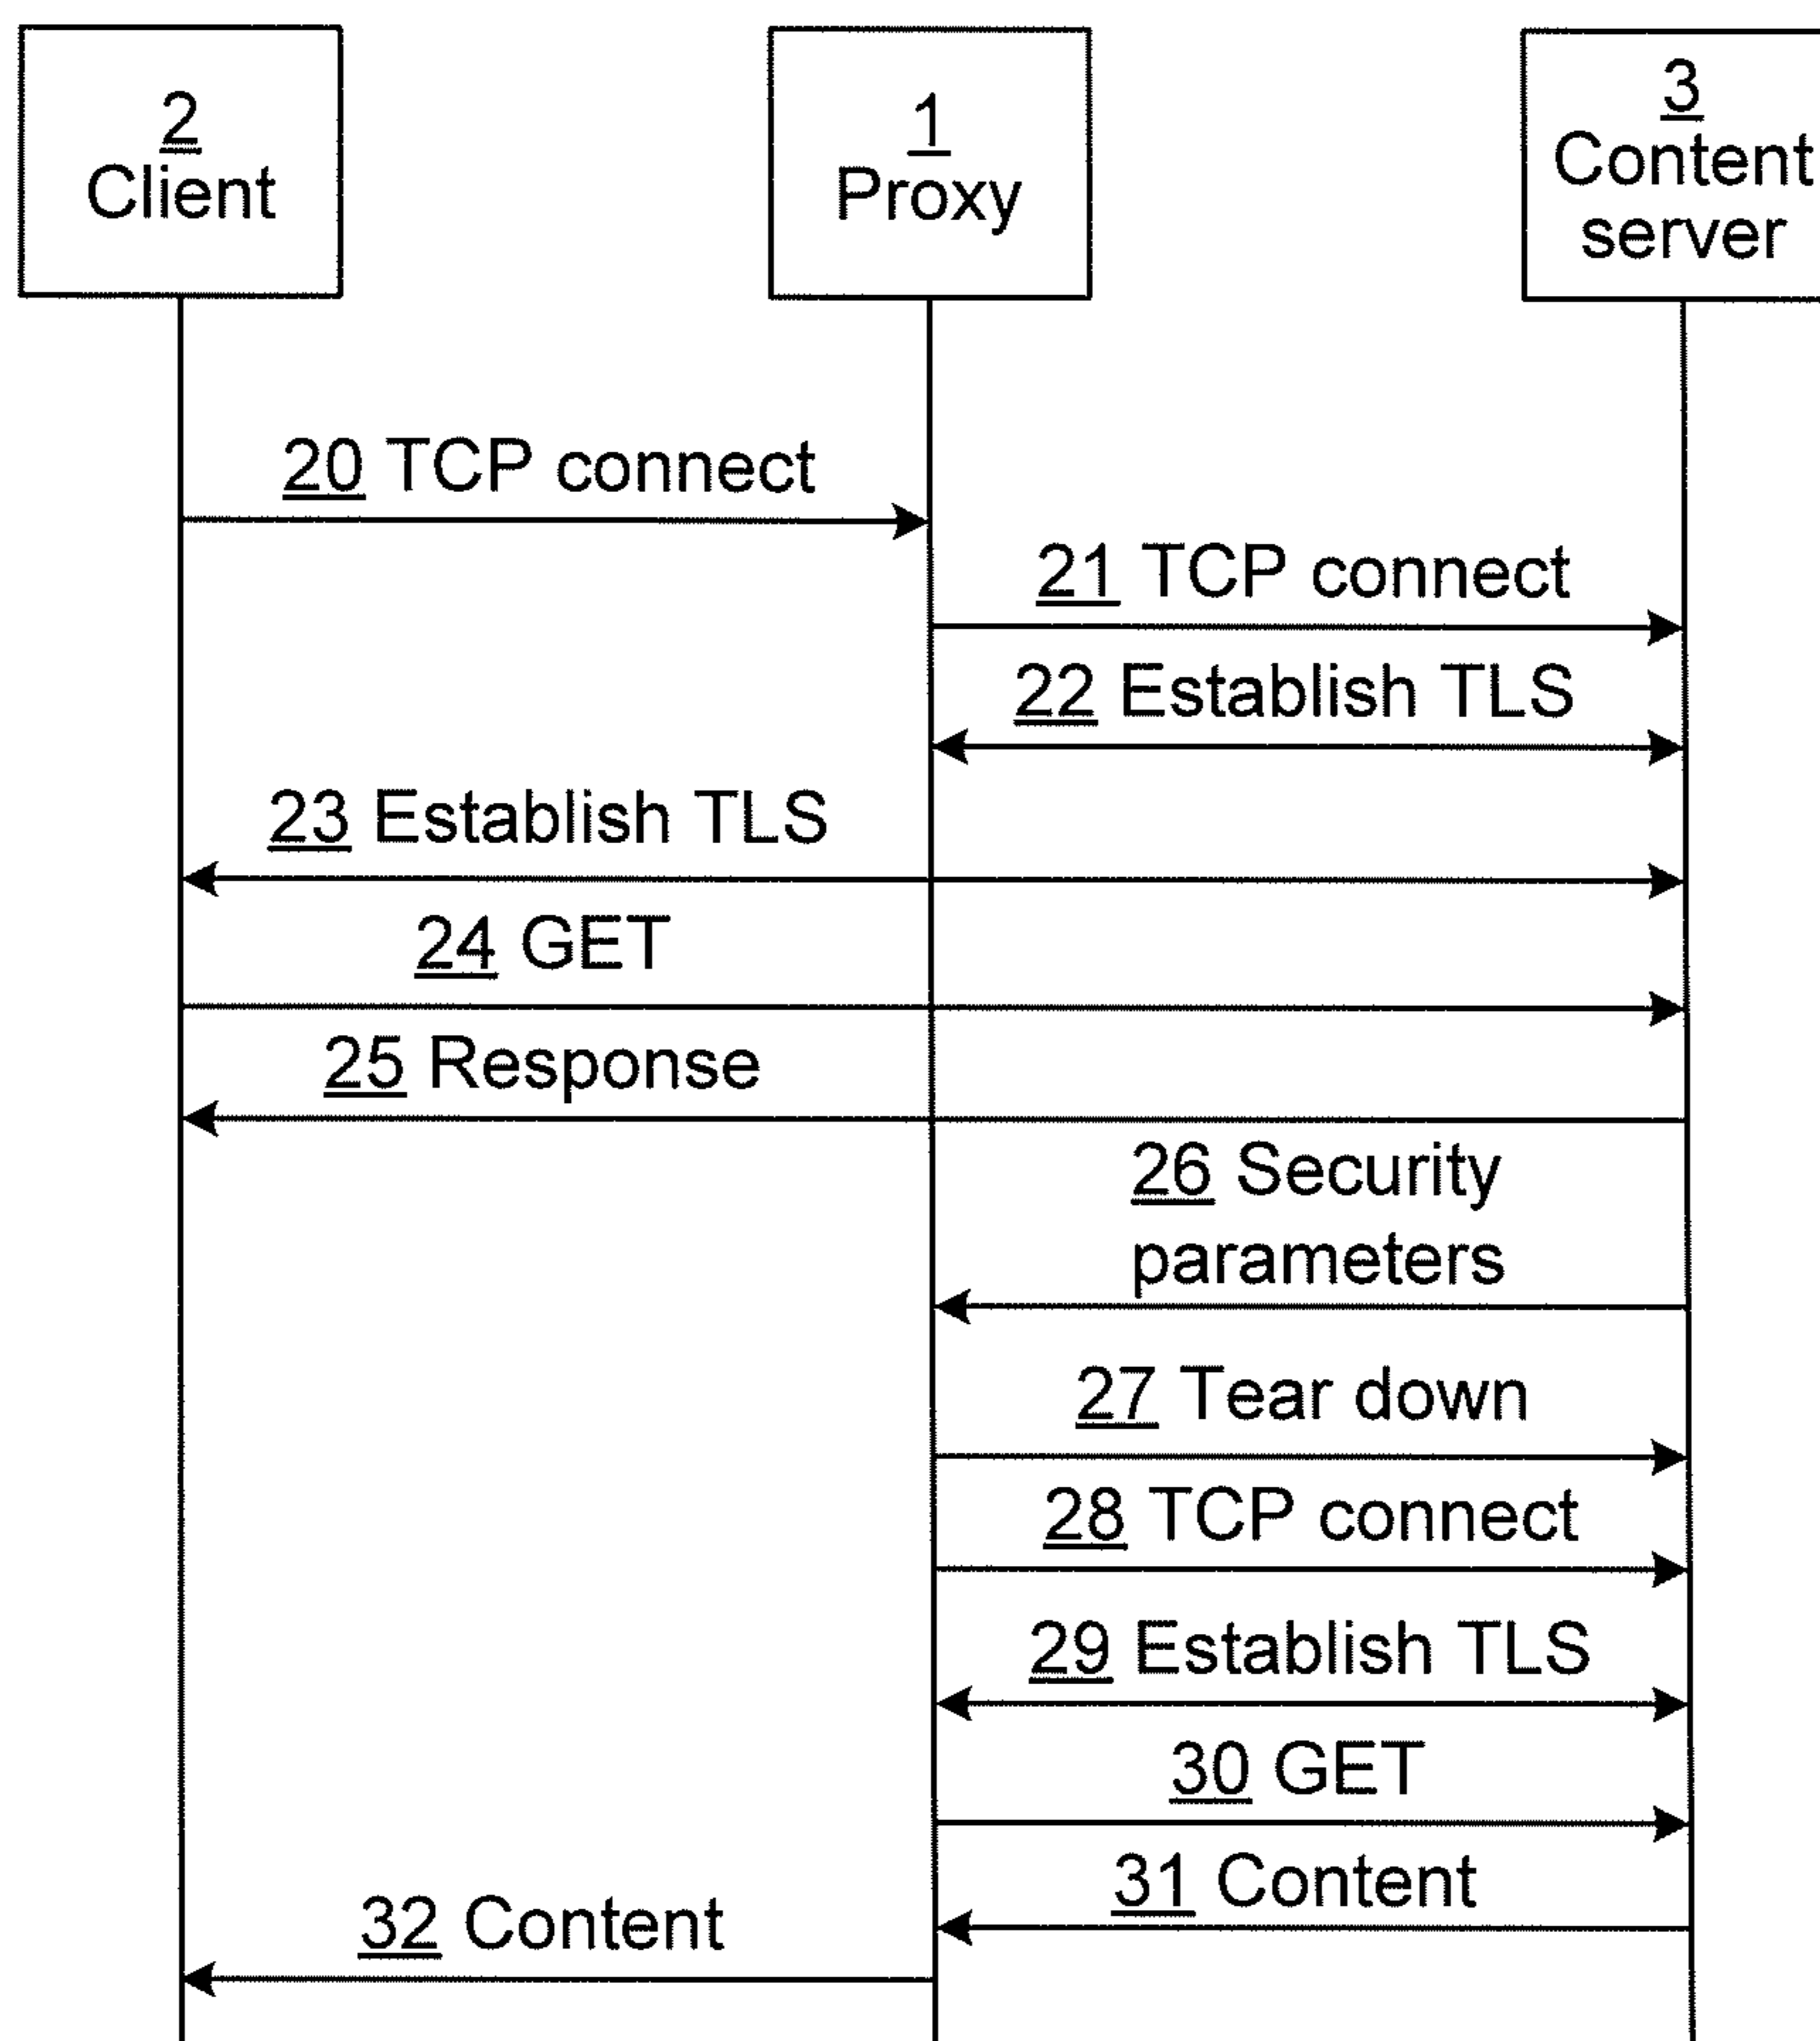 2
Client
1
Proxy
3
Content
server
20 TCP connect
21 TCP connect
22 Establish TLS
23 Establish TLS
24 GET
25 Response
26 Security
parameters
27 Tear down
28 TCP connect
29 Establish TLS
30 GET
31 Content
32 Content